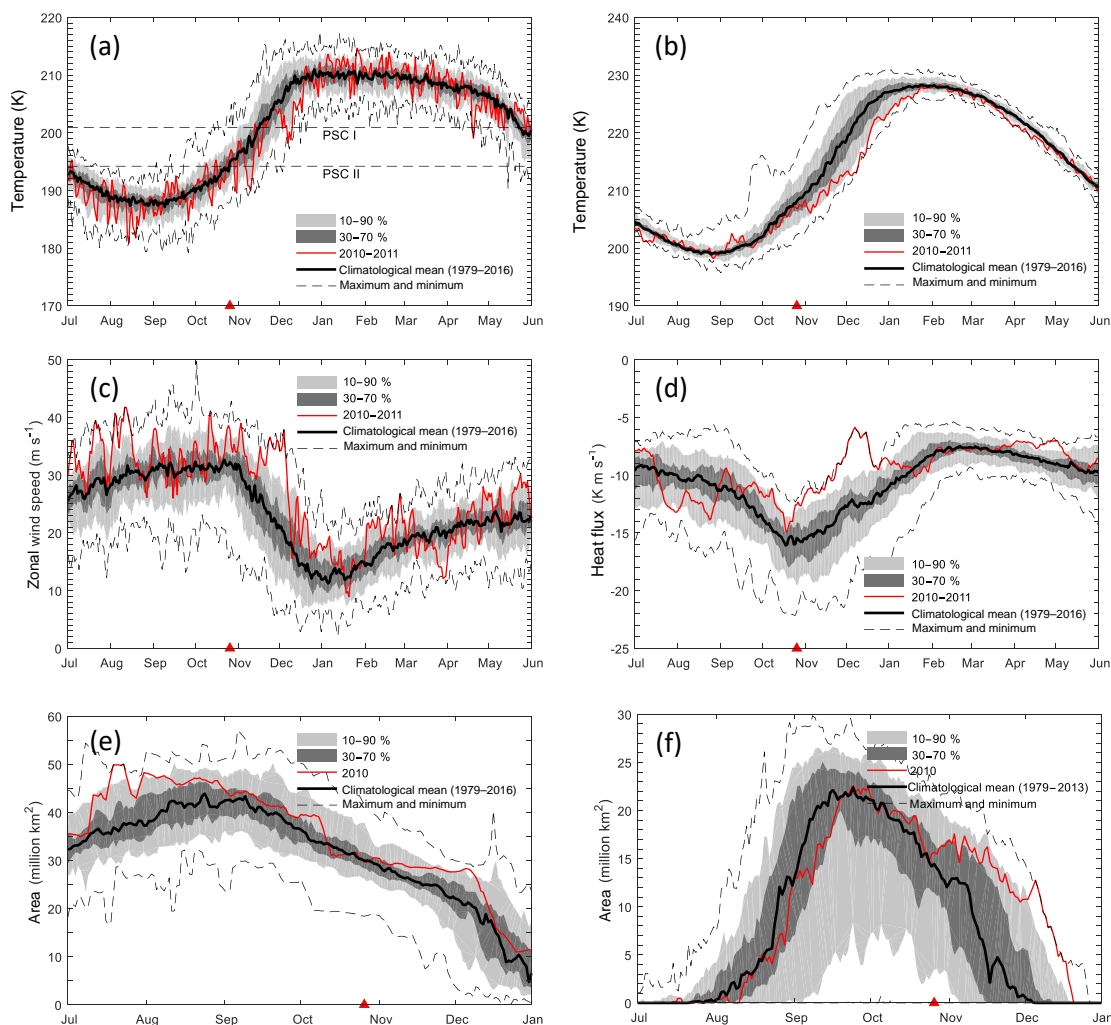 (a)
Temperature (K)
220
210
200
190
180
170
PSC I
PSC II
10−90 %
30−70 %
2010−2011
Climatological mean (1979–2016)
Maximum and minimum
Jul Aug Sep Oct Nov Dec Jan Feb Mar Apr May Jun
(b)
Temperature (K)
240
230
220
210
200
190
10−90 %
30−70 %
2010−2011
Climatological mean (1979–2016)
Maximum and minimum
Jul Aug Sep Oct Nov Dec Jan Feb Mar Apr May Jun
(c)
Zonal wind speed (m s-1)
50
40
30
20
10
0
10−90 %
30−70 %
2010−2011
Climatological mean (1979–2016)
Maximum and minimum
Jul Aug Sep Oct Nov Dec Jan Feb Mar Apr May Jun
(d)
Heat flux (K m s-1)
-0
-5
-10
-15
-20
-25
10−90 %
30−70 %
2010−2011
Climatological mean (1979–2016)
Maximum and minimum
Jul Aug Sep Oct Nov Dec Jan Feb Mar Apr May Jun
(e)
Area (million km2)
60
50
40
30
20
10
0
10−90 %
30−70 %
2010
Climatological mean (1979–2016)
Maximum and minimum
Jul Aug Sep Oct Nov Dec Jan
(f)
Area (million km2)
30
25
20
15
10
5
0
10−90 %
30−70 %
2010
Climatological mean (1979–2013)
Maximum and minimum
Jul Aug Sep Oct Nov Dec Jan